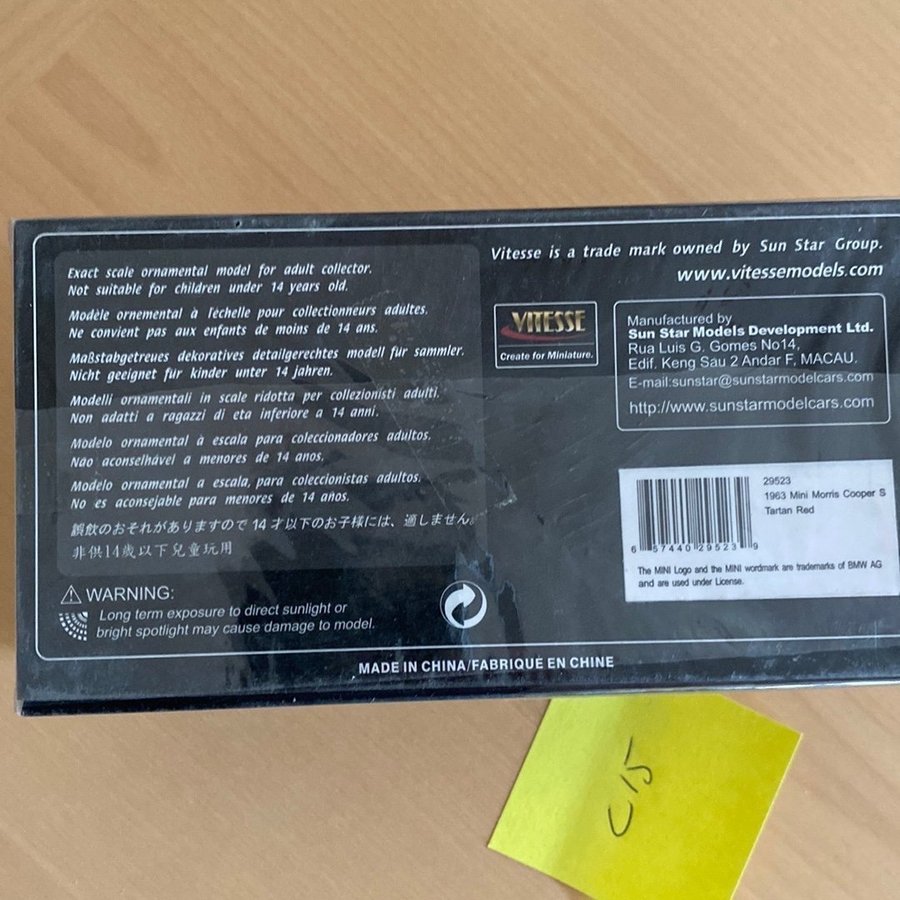 Exact scale ornamental model for adult collector.
Not suitable for children under 14 years old.
Modèle ornemental à léchelle pour collectionneurs adultes.
Ne convient pas aux enfants de moins de 14 ans.
Maßstabgetreues dekoratives detailgerechtes modell für sammler.
Nicht geeignet für kinder unter 14 jahren.
Modelli ornamentali in scale ridotta per collezionisti adulti.
Non adatti a ragazzi di eta inferiore a 14 anni.
Modelo ornamental à escala para coleccionadores adultos.
Não aconselhável a menores de 14 anos.
Modelo ornamental a escala, para coleccionistas adultos.
No es aconsejable para menores de 14 años.
誤飲のおそれがありますので 14 才以下のお子様には、適しません。
非供14歲以下兒童玩用
WARNING:
Long term exposure to direct sunlight or
bright spotlight may cause damage to model.
Vitesse is a trade mark owned by Sun Star Group.
www.vitessemodels.com
VITESSE
Create for Miniature.
Manufactured by
Sun Star Models Development Ltd.
Rua Luis G. Gomes No14,
Edif. Keng Sau 2 Andar F, MACAU.
E-mail:sunstar@sunstarmodelcars.com
http://www.sunstarmodelcars.com
29523
1963 Mini Morris Cooper S
Tartan Red
6 57440 29523 9
The MINI Logo and the MINI wordmark are trademarks of BMW AG
and are used under License.
MADE IN CHINA/FABRIQUE EN CHINE
C15